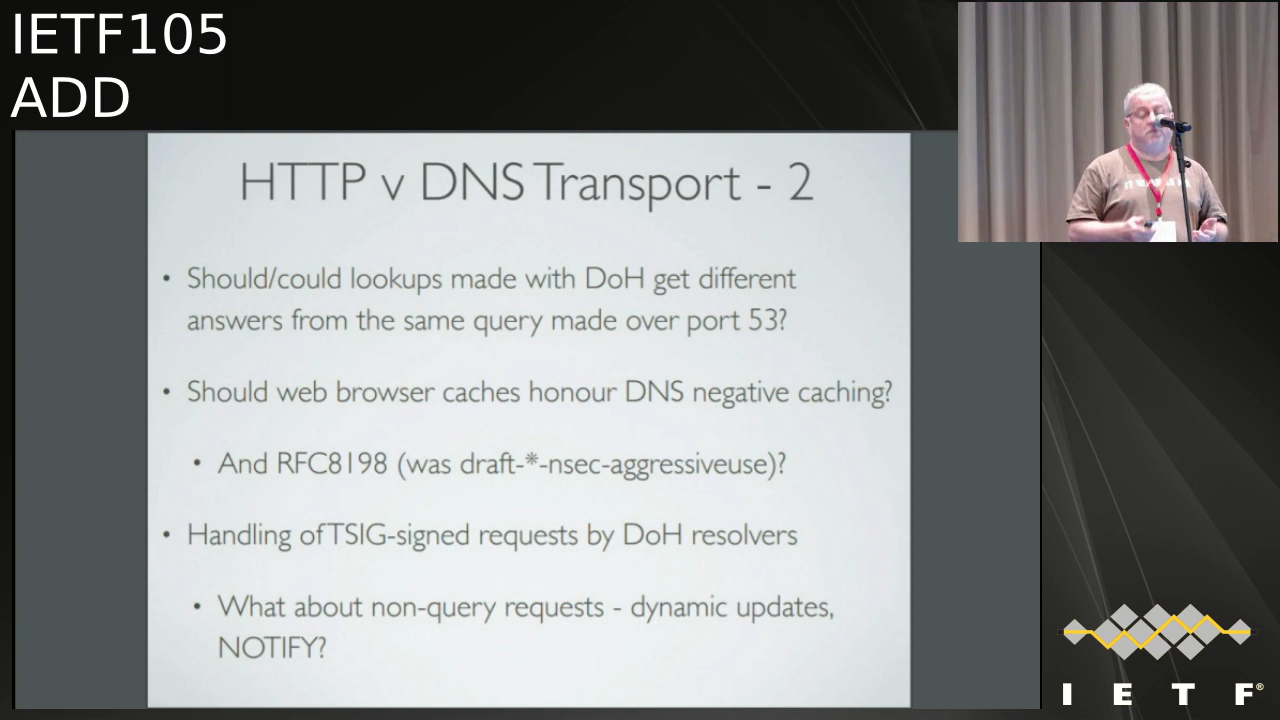 IETF105
ADD
HTTP v DNS Transport - 2
• Should/could lookups made with DoH get different
answers from the same query made over port 53?
• Should web browser caches honour DNS negative caching?
• And RFC8198 (was draft-*-nsec-aggressiveuse)?
• Handling of TSIG-signed requests by DoH resolvers
• What about non-query requests - dynamic updates,
NOTIFY?
I E T F®